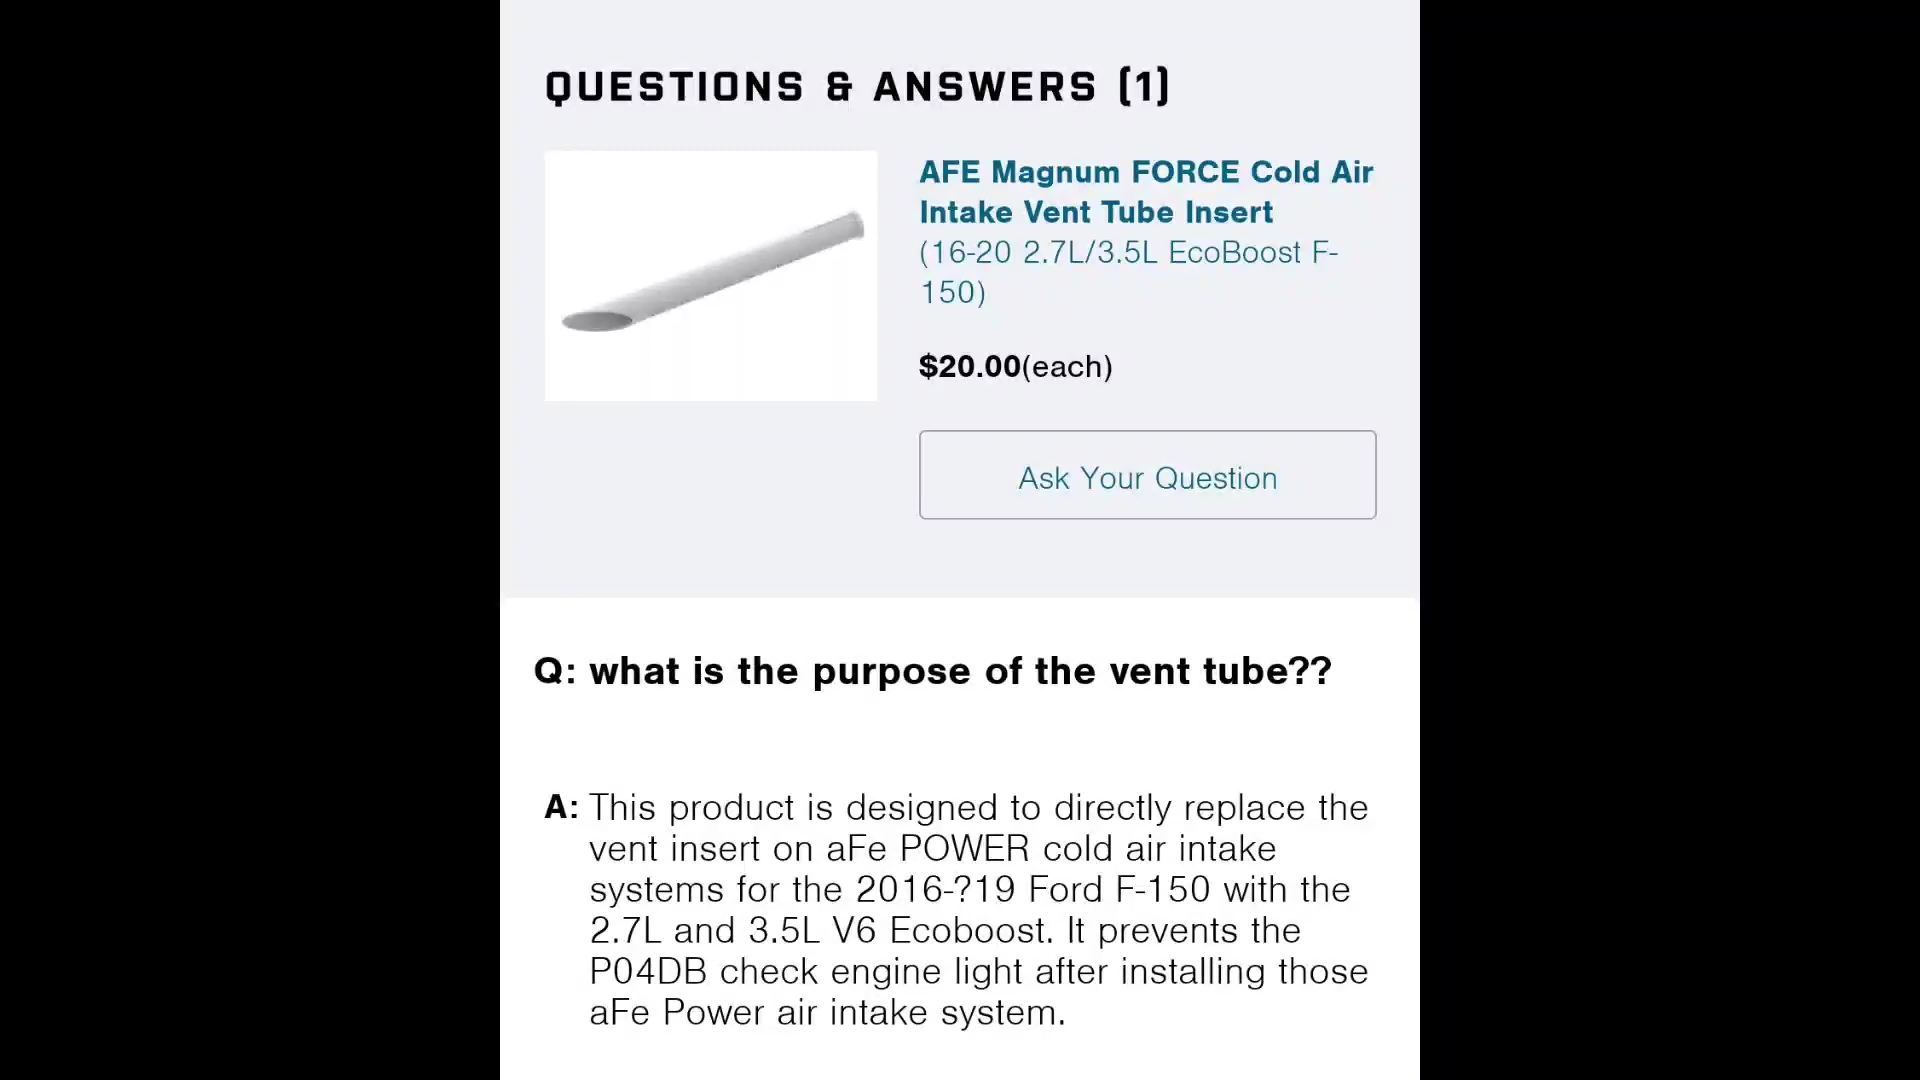 QUESTIONS & ANSWERS (1)
AFE Magnum FORCE Cold Air
Intake Vent Tube Insert
(16-20 2.7L/3.5L EcoBoost F-
150)
$20.00(each)
Ask Your Question
Q: what is the purpose of the vent tube??
A: This product is designed to directly replace the
vent insert on aFe POWER cold air intake
systems for the 2016-?19 Ford F-150 with the
2.7L and 3.5L V6 Ecoboost. It prevents the
P04DB check engine light after installing those
aFe Power air intake system.